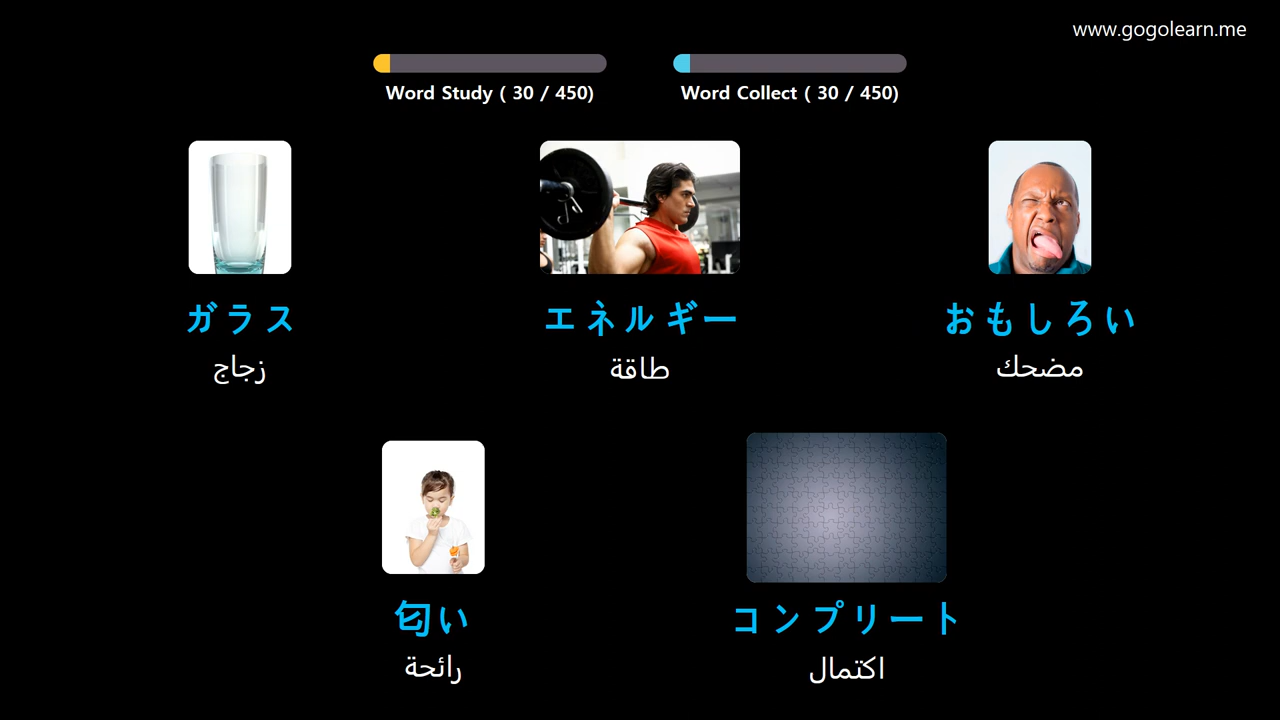 www.gogolearn.me
Word Study ( 30 / 450)
Word Collect ( 30 / 450)
ガラス
エネルギー
おもしろい
زجاج
طاقة
مضحك
匂い
コンプリート
رائحة
اكتمال